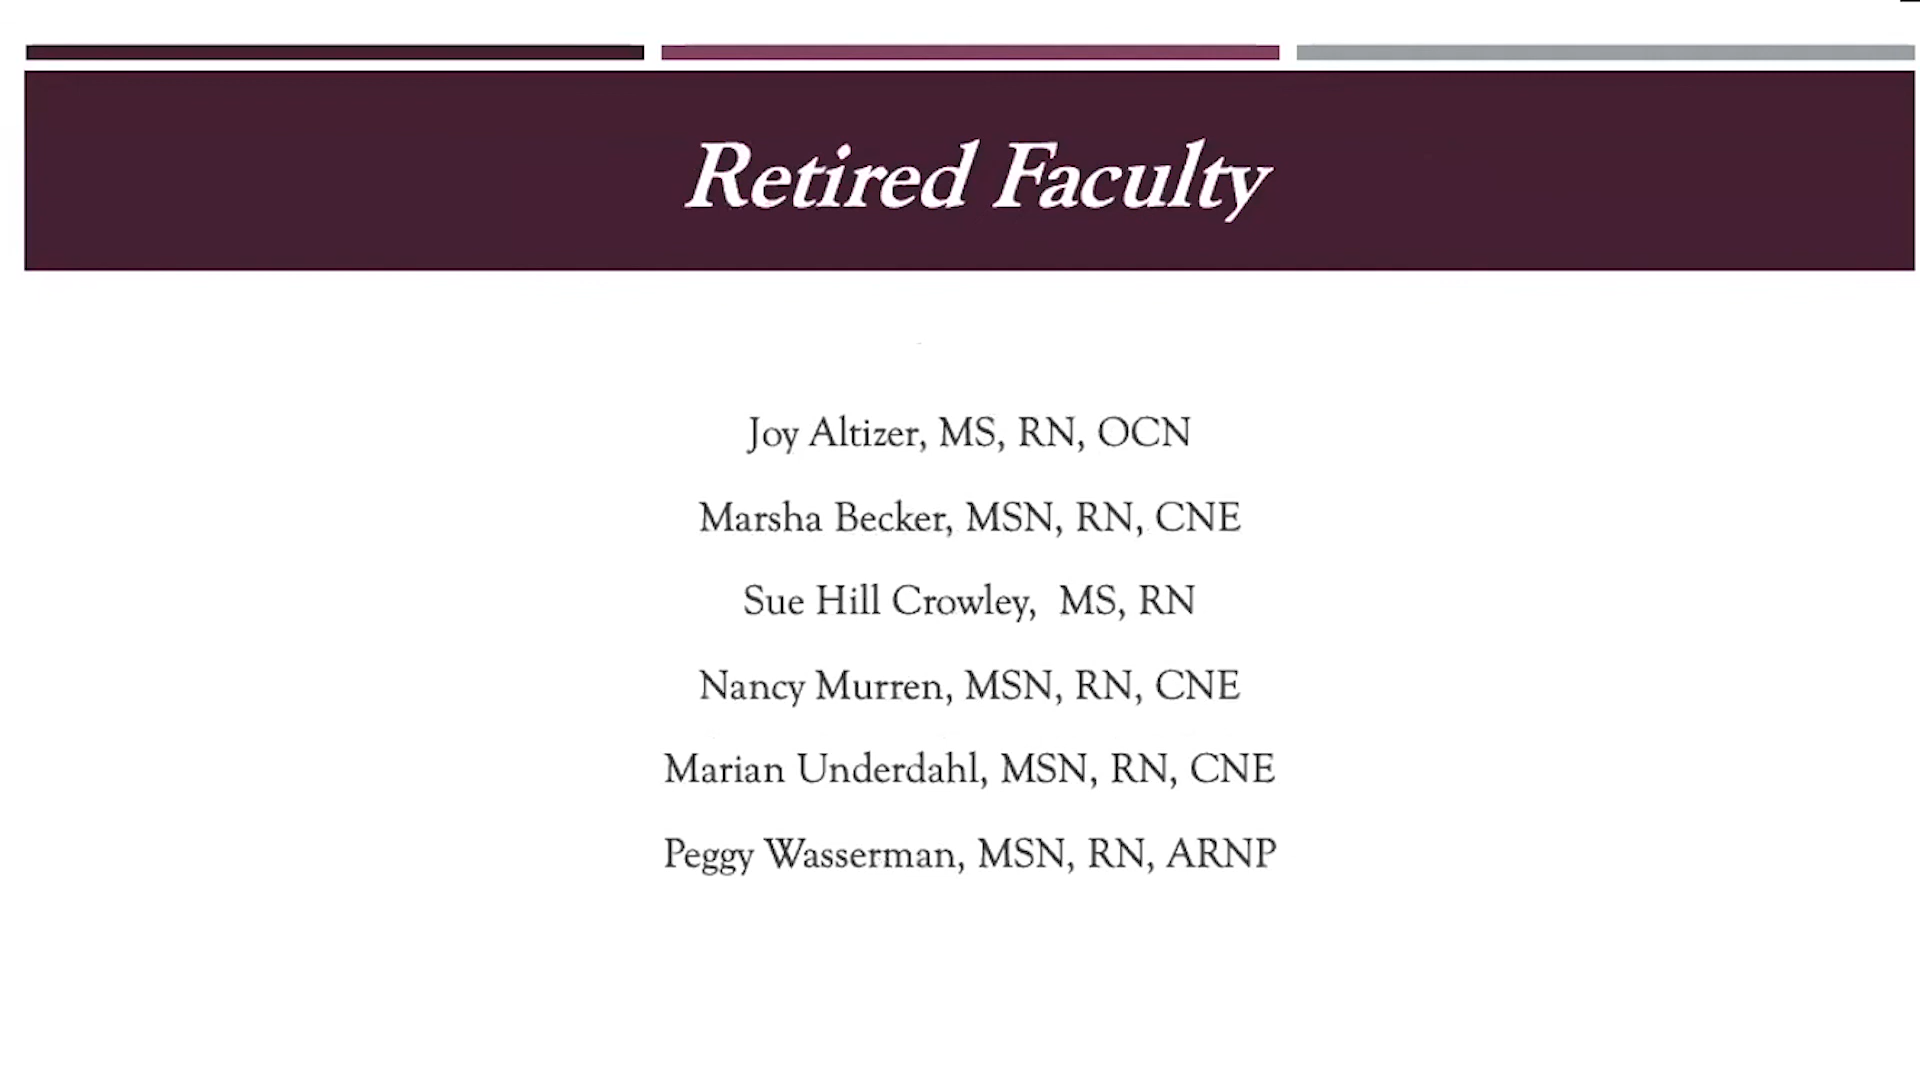 Retired Faculty
Joy Altizer, MS, RN, OCN
Marsha Becker, MSN, RN, CNE
Sue Hill Crowley,  MS, RN
Nancy Murren, MSN, RN, CNE
Marian Underdahl, MSN, RN, CNE
Peggy Wasserman, MSN, RN, ARNP